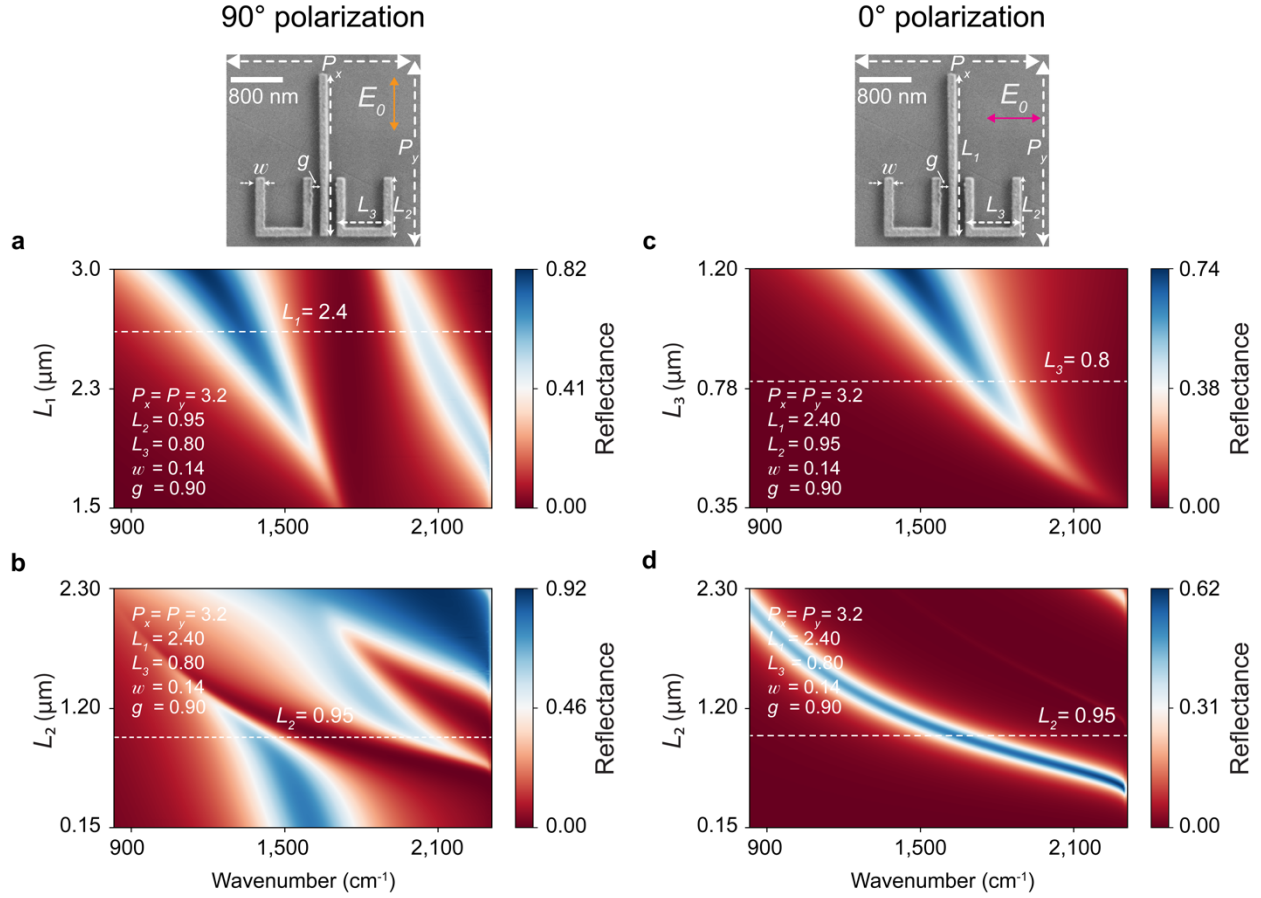 90° polarization
0° polarization
Pₓ
800 nm
E₀
P_y
g
w
L₃
L₂
Pₓ
800 nm
E₀
P_y
L₁
g
w
L₃
L₂
a
3.0
2.3
1.5
L₁ (μm)
L₁ = 2.4
Pₓ = P_y = 3.2
L₂ = 0.95
L₃ = 0.80
w = 0.14
g = 0.90
900
1,500
2,100
0.82
0.41
0.00
Reflectance
c
1.20
0.78
0.35
L₃ (μm)
L₃ = 0.8
Pₓ = P_y = 3.2
L₁ = 2.40
L₂ = 0.95
w = 0.14
g = 0.90
900
1,500
2,100
0.74
0.38
0.00
Reflectance
b
2.30
1.20
0.15
L₂ (μm)
Pₓ = P_y = 3.2
L₁ = 2.40
L₃ = 0.80
w = 0.14
g = 0.90
L₂ = 0.95
900
1,500
2,100
Wavenumber (cm⁻¹)
0.92
0.46
0.00
Reflectance
d
2.30
1.20
0.15
L₂ (μm)
Pₓ = P_y = 3.2
L₁ = 2.40
L₃ = 0.80
w = 0.14
g = 0.90
L₂ = 0.95
900
1,500
2,100
Wavenumber (cm⁻¹)
0.62
0.31
0.00
Reflectance